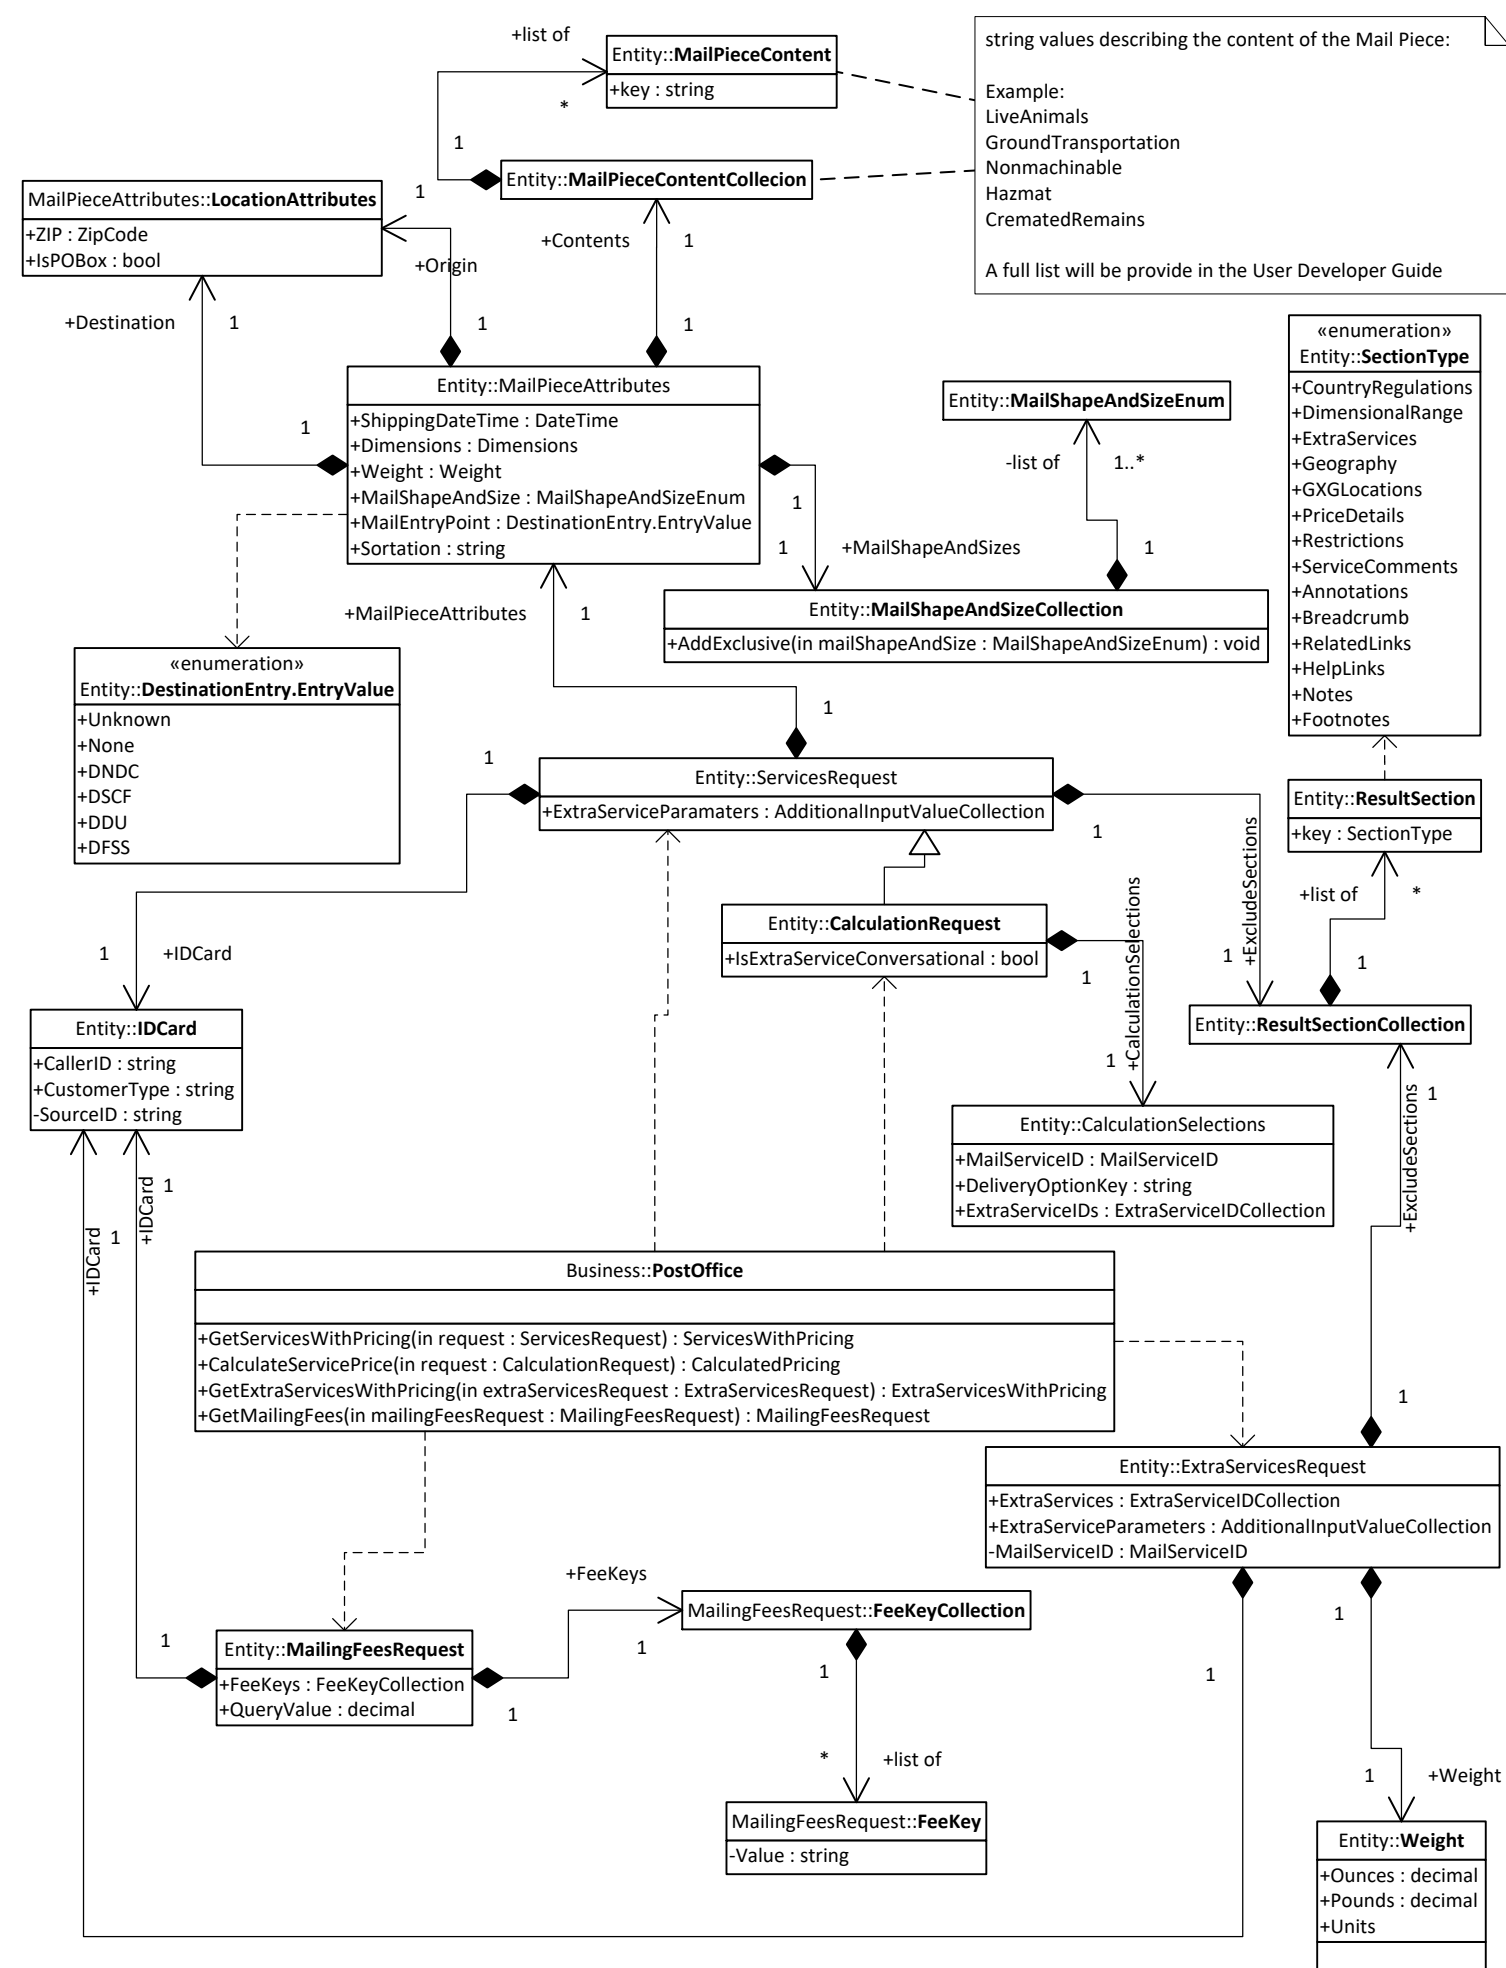 +list of
Entity::MailPieceContent
+key : string
*
1
string values describing the content of the Mail Piece:
Example:
LiveAnimals
GroundTransportation
Nonmachinable
Hazmat
CrematedRemains
A full list will be provide in the User Developer Guide
Entity::MailPieceContentCollecion
MailPieceAttributes::LocationAttributes
+ZIP : ZipCode
+IsPOBox : bool
1
+Origin
+Contents
1
+Destination
1
1
1
Entity::MailPieceAttributes
+ShippingDateTime : DateTime
+Dimensions : Dimensions
+Weight : Weight
+MailShapeAndSize : MailShapeAndSizeEnum
+MailEntryPoint : DestinationEntry.EntryValue
+Sortation : string
1
1
1
+MailShapeAndSizes
Entity::MailShapeAndSizeEnum
-list of
1..*
1
Entity::MailShapeAndSizeCollection
+AddExclusive(in mailShapeAndSize : MailShapeAndSizeEnum) : void
«enumeration»
Entity::SectionType
+CountryRegulations
+DimensionalRange
+ExtraServices
+Geography
+GXGLocations
+PriceDetails
+Restrictions
+ServiceComments
+Annotations
+Breadcrumb
+RelatedLinks
+HelpLinks
+Notes
+Footnotes
+MailPieceAttributes
1
«enumeration»
Entity::DestinationEntry.EntryValue
+Unknown
+None
+DNDC
+DSCF
+DDU
+DFSS
1
1
Entity::ServicesRequest
+ExtraServiceParamaters : AdditionalInputValueCollection
1
+ExcludeSections
1
Entity::ResultSection
+key : SectionType
+list of
*
1
Entity::ResultSectionCollection
Entity::CalculationRequest
+IsExtraServiceConversational : bool
1
+CalculationSelections
1
1
+IDCard
Entity::IDCard
+CallerID : string
+CustomerType : string
-SourceID : string
Entity::CalculationSelections
+MailServiceID : MailServiceID
+DeliveryOptionKey : string
+ExtraServiceIDs : ExtraServiceIDCollection
1
+ExcludeSections
1
+IDCard
1
+IDCard
Business::PostOffice
+GetServicesWithPricing(in request : ServicesRequest) : ServicesWithPricing
+CalculateServicePrice(in request : CalculationRequest) : CalculatedPricing
+GetExtraServicesWithPricing(in extraServicesRequest : ExtraServicesRequest) : ExtraServicesWithPricing
+GetMailingFees(in mailingFeesRequest : MailingFeesRequest) : MailingFeesRequest
1
Entity::ExtraServicesRequest
+ExtraServices : ExtraServiceIDCollection
+ExtraServiceParameters : AdditionalInputValueCollection
-MailServiceID : MailServiceID
1
1
+FeeKeys
1
MailingFeesRequest::FeeKeyCollection
1
Entity::MailingFeesRequest
+FeeKeys : FeeKeyCollection
+QueryValue : decimal
1
1
*
+list of
MailingFeesRequest::FeeKey
-Value : string
1
+Weight
Entity::Weight
+Ounces : decimal
+Pounds : decimal
+Units